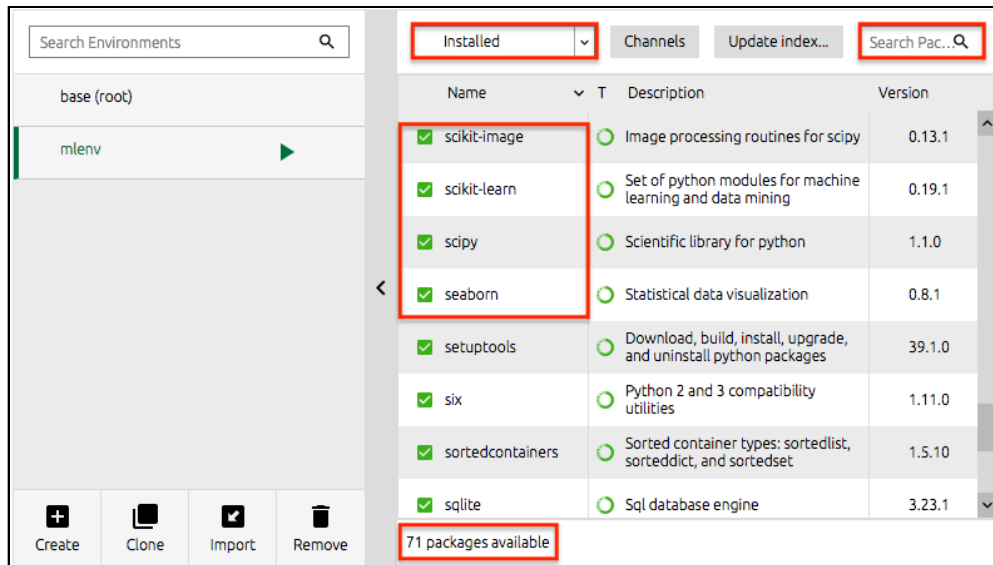 Search Environments
base (root)
mlenv
Create
Clone
Import
Remove
Installed
Channels
Update index...
Search Pac...
Name
T
Description
Version
scikit-image
Image processing routines for scipy
0.13.1
scikit-learn
Set of python modules for machine
learning and data mining
0.19.1
scipy
Scientific library for python
1.1.0
seaborn
Statistical data visualization
0.8.1
setuptools
Download, build, install, upgrade,
and uninstall python packages
39.1.0
six
Python 2 and 3 compatibility
utilities
1.11.0
sortedcontainers
Sorted container types: sortedlist,
sorteddict, and sortedset
1.5.10
sqlite
Sql database engine
3.23.1
71 packages available